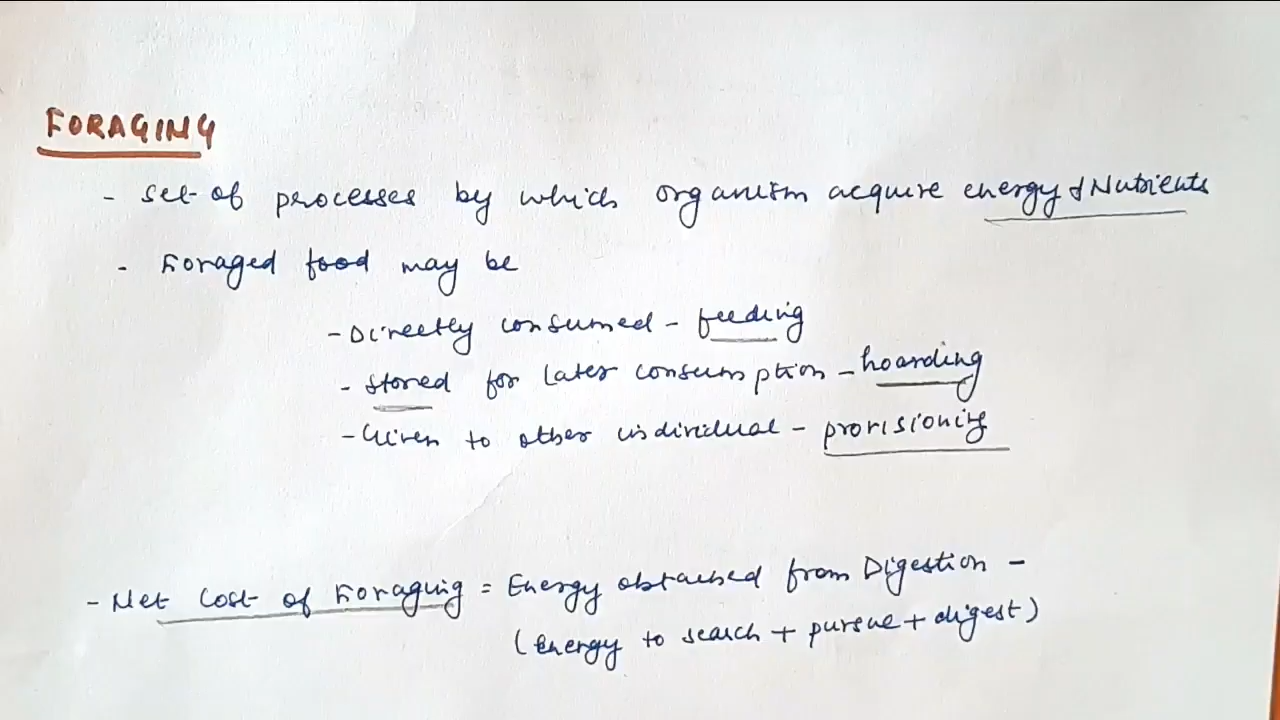 FORAGING
- Set of processes by which organism acquire energy & Nutrients
- Foraged food may be
- Directly consumed - feeding
- Stored for later consumption - hoarding
- Given to other individual - provisioning
- Net Cost of Foraging = Energy obtained from Digestion -
(Energy to search + pursue + digest)